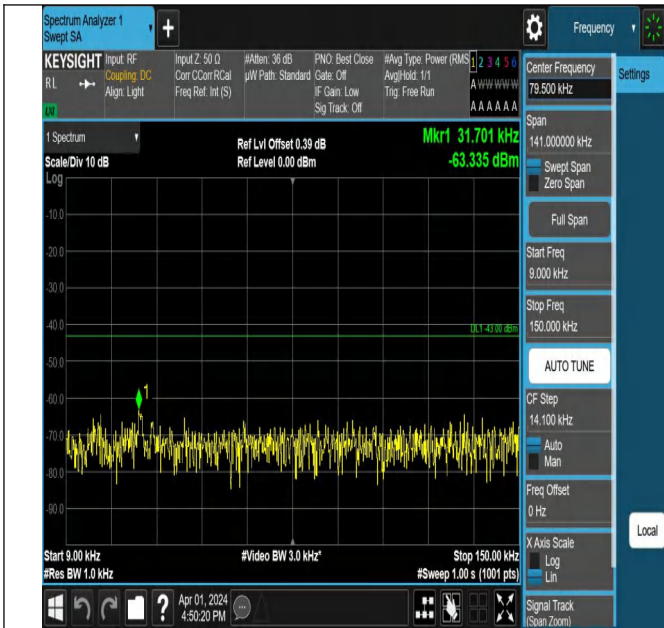 Spectrum Analyzer 1
Swept SA
+
Frequency
KEYSIGHT
RL
LXI
Input: RF
Coupling: DC
Align: Light
Input Z: 50 Ω
Corr CCorr RCal
Freq Ref: Int (S)
#Atten: 36 dB
µW Path: Standard
PNO: Best Close
Gate: Off
IF Gain: Low
Sig Track: Off
#Avg Type: Power (RMS
Avg|Hold: 1/1
Trig: Free Run
1 2 3 4 5 6
A W W W W W
A A A A A A
1 Spectrum
Scale/Div 10 dB
Log
Ref Lvl Offset 0.39 dB
Ref Level 0.00 dBm
Mkr1 31.701 kHz
-63.335 dBm
-10.0
-20.0
-30.0
-40.0
DL1 -43.00 dBm
-50.0
-60.0
1
-70.0
-80.0
-90.0
Start 9.00 kHz
#Res BW 1.0 kHz
#Video BW 3.0 kHz*
Stop 150.00 kHz
#Sweep 1.00 s (1001 pts)
Center Frequency
79.500 kHz
Settings
Span
141.000000 kHz
Swept Span
Zero Span
Full Span
Start Freq
9.000 kHz
Stop Freq
150.000 kHz
AUTO TUNE
CF Step
14.100 kHz
Auto
Man
Freq Offset
0 Hz
X Axis Scale
Log
Lin
Local
Signal Track
(Span Zoom)
?
Apr 01, 2024
4:50:20 PM